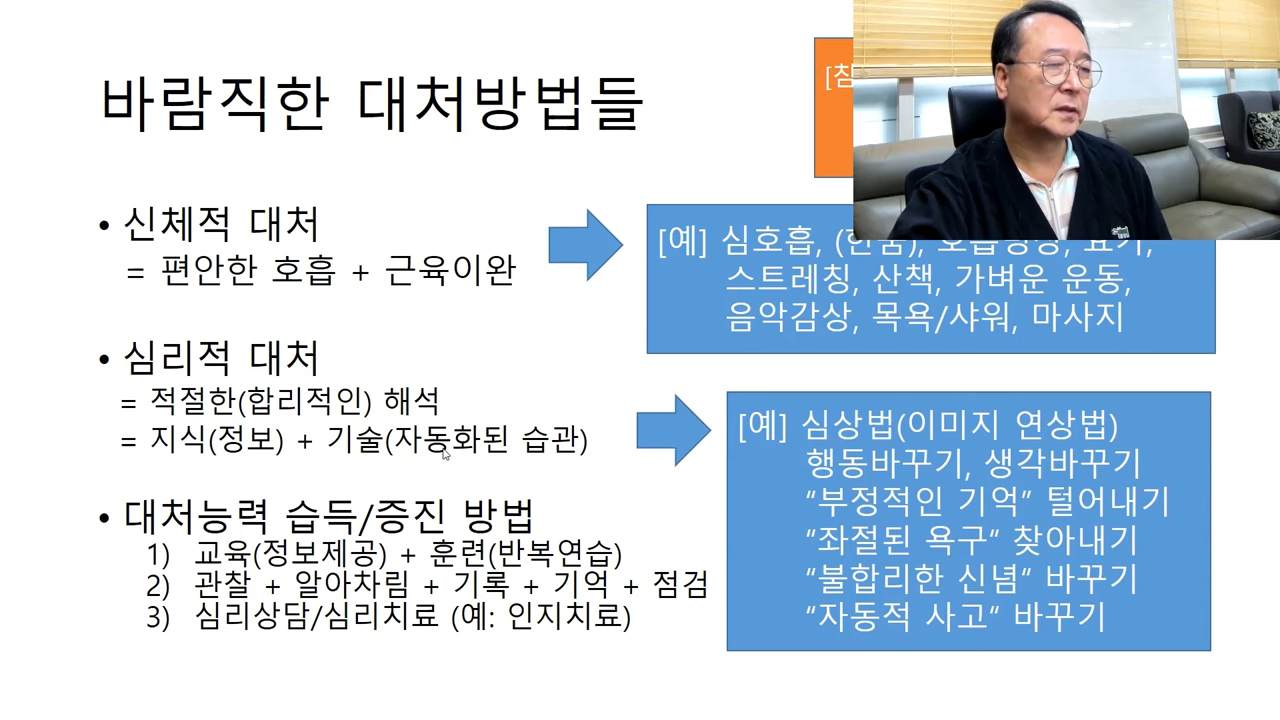 바람직한 대처방법들
[참
• 신체적 대처
= 편안한 호흡 + 근육이완
[예] 심호흡, (한숨), 호흡명상, 요가,
스트레칭, 산책, 가벼운 운동,
음악감상, 목욕/샤워, 마사지
• 심리적 대처
= 적절한(합리적인) 해석
= 지식(정보) + 기술(자동화된 습관)
[예] 심상법(이미지 연상법)
행동바꾸기, 생각바꾸기
“부정적인 기억” 털어내기
“좌절된 욕구“ 찾아내기
“불합리한 신념“ 바꾸기
“자동적 사고“ 바꾸기
• 대처능력 습득/증진 방법
1) 교육(정보제공) + 훈련(반복연습)
2) 관찰 + 알아차림 + 기록 + 기억 + 점검
3) 심리상담/심리치료 (예: 인지치료)